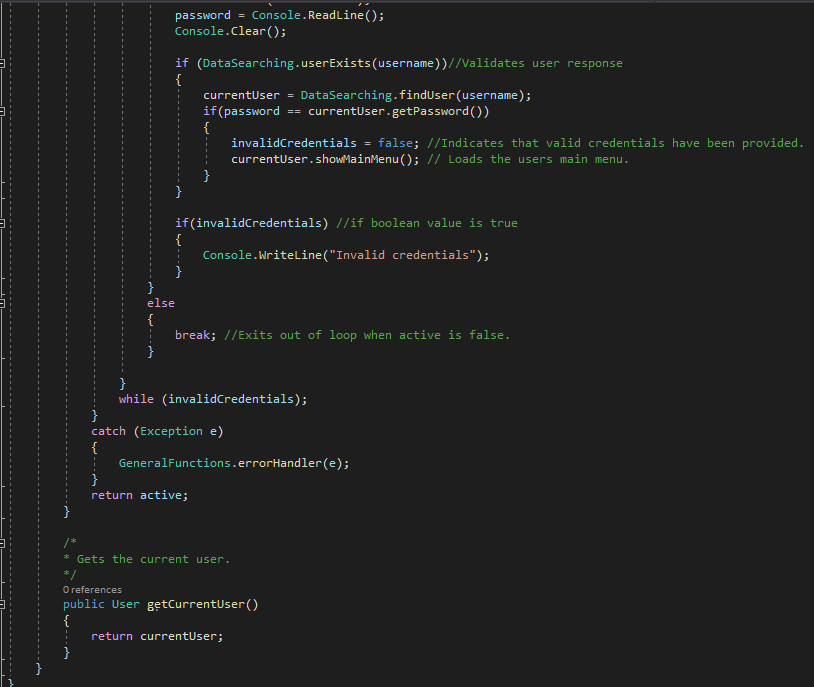 password = Console.ReadLine();
Console.Clear();
if (DataSearching.userExists(username))//Validates user response
{
currentUser = DataSearching.findUser(username);
if(password == currentUser.getPassword())
{
invalidCredentials = false; //Indicates that valid credentials have been provided.
currentUser.showMainMenu(); // Loads the users main menu.
}
}
if(invalidCredentials) //if boolean value is true
{
Console.WriteLine("Invalid credentials");
}
}
else
{
break; //Exits out of loop when active is false.
}
}
while (invalidCredentials);
}
catch (Exception e)
{
GeneralFunctions.errorHandler(e);
}
return active;
}
/*
* Gets the current user.
*/
0 references
public User getCurrentUser()
{
return currentUser;
}
}
}